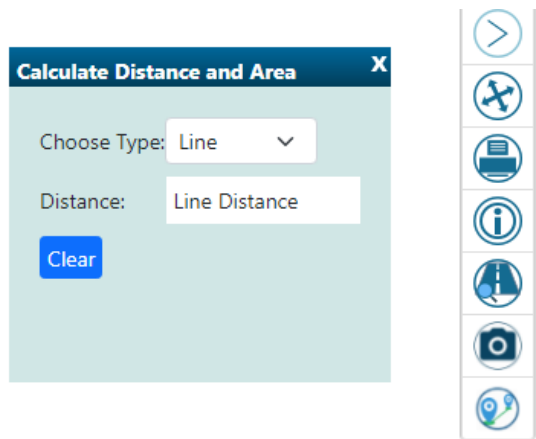 Calculate Distance and Area X
Choose Type: Line
Distance: Line Distance
Clear